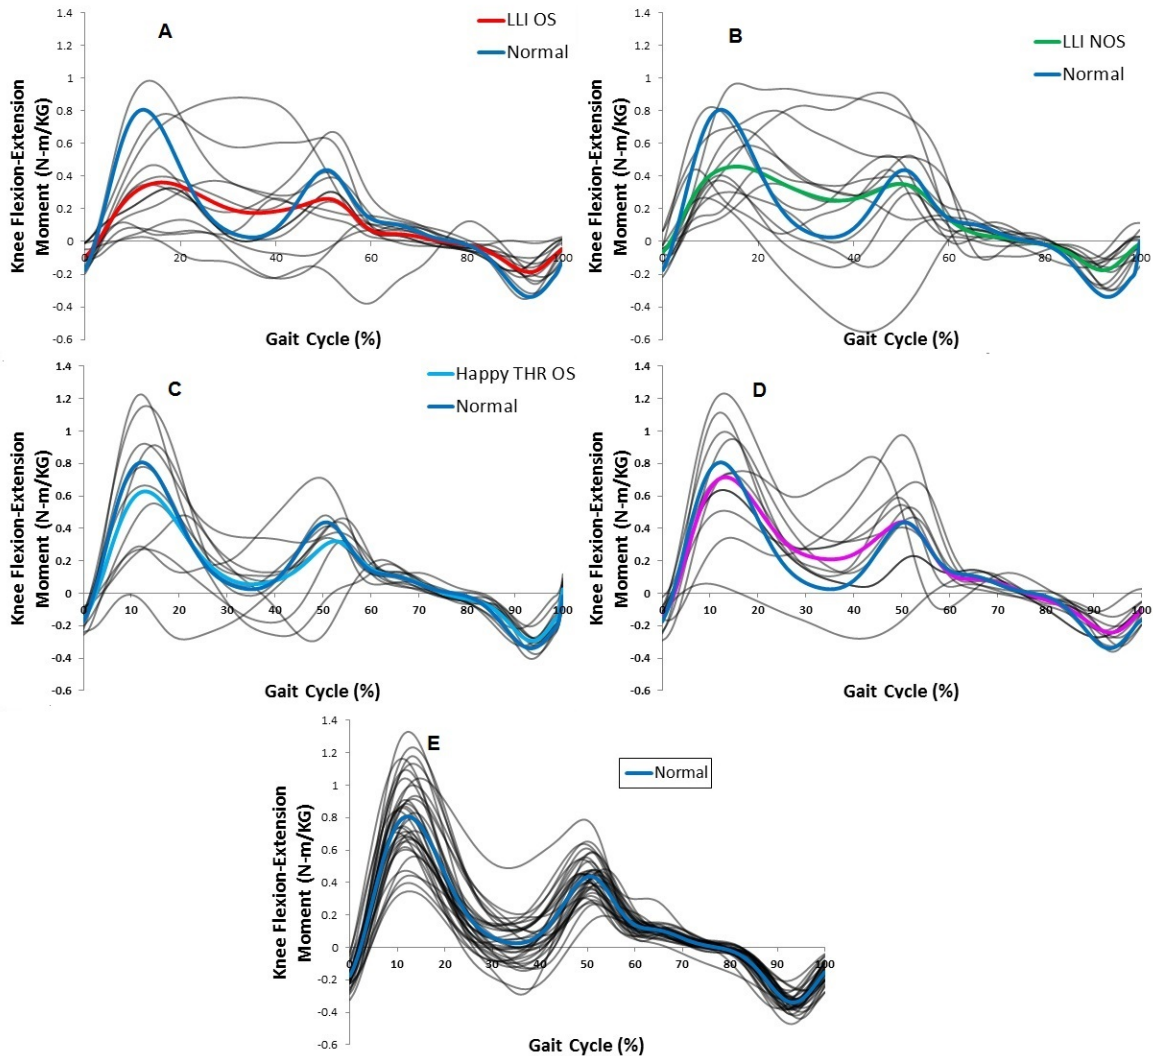 A
LLI OS
Normal
Knee Flexion-Extension
Moment (N-m/KG)
1.4
1.2
1
0.8
0.6
0.4
0.2
0
-0.2
-0.4
-0.6
0
20
40
60
80
100
Gait Cycle (%)
B
LLI NOS
Normal
Knee Flexion-Extension
Moment (N-m/KG)
1.4
1.2
1
0.8
0.6
0.4
0.2
0
-0.2
-0.4
-0.6
0
20
40
60
80
100
Gait Cycle (%)
C
Happy THR OS
Normal
Knee Flexion-Extension
Moment (N-m/KG)
1.4
1.2
1
0.8
0.6
0.4
0.2
0
-0.2
-0.4
-0.6
0 10 20 30 40 50 60 70 80 90 100
Gait Cycle (%)
D
Knee Flexion-Extension
Moment (N-m/KG)
1.4
1.2
1
0.8
0.6
0.4
0.2
0
-0.2
-0.4
-0.6
0 10 20 30 40 50 60 70 80 90 100
Gait Cycle (%)
E
Normal
Knee Flexion-Extension
Moment (N-m/KG)
1.4
1.2
1
0.8
0.6
0.4
0.2
0
-0.2
-0.4
-0.6
0 10 20 30 40 50 60 70 80 90 100
Gait Cycle (%)